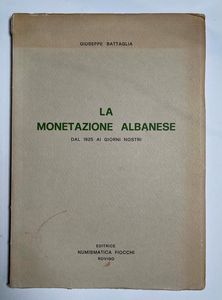 GIUSEPPE BATTAGLIA
LA
MONETAZIONE ALBANESE
DAL 1925 AI GIORNI NOSTRI
EDITRICE
NUMISMATICA FIOCCHI
ROVIGO